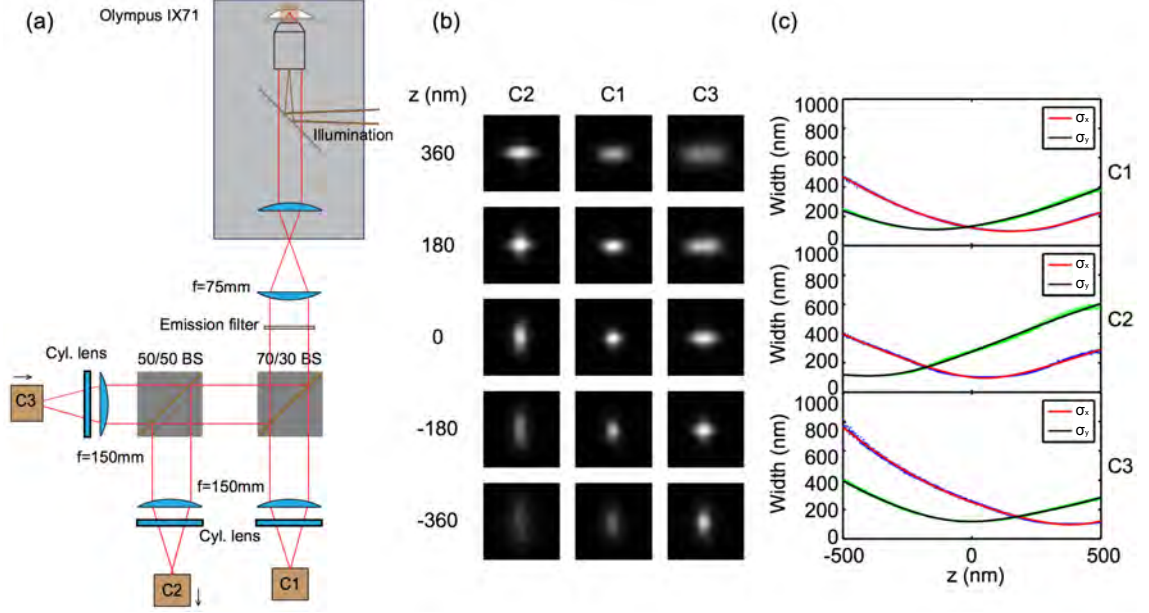 (a)
Olympus IX71
Illumination
f=75mm
Emission filter
Cyl. lens
50/50 BS
70/30 BS
C3
f=150mm
f=150mm
Cyl. lens
C2
C1
(b)
z (nm) C2 C1 C3
360
180
0
-180
-360
(c)
1000
800
600
400
200
0
Width (nm)
σx
σy
C1
1000
800
600
400
200
0
Width (nm)
σx
σy
C2
1000
800
600
400
200
0
Width (nm)
σx
σy
C3
-500 0 500
z (nm)